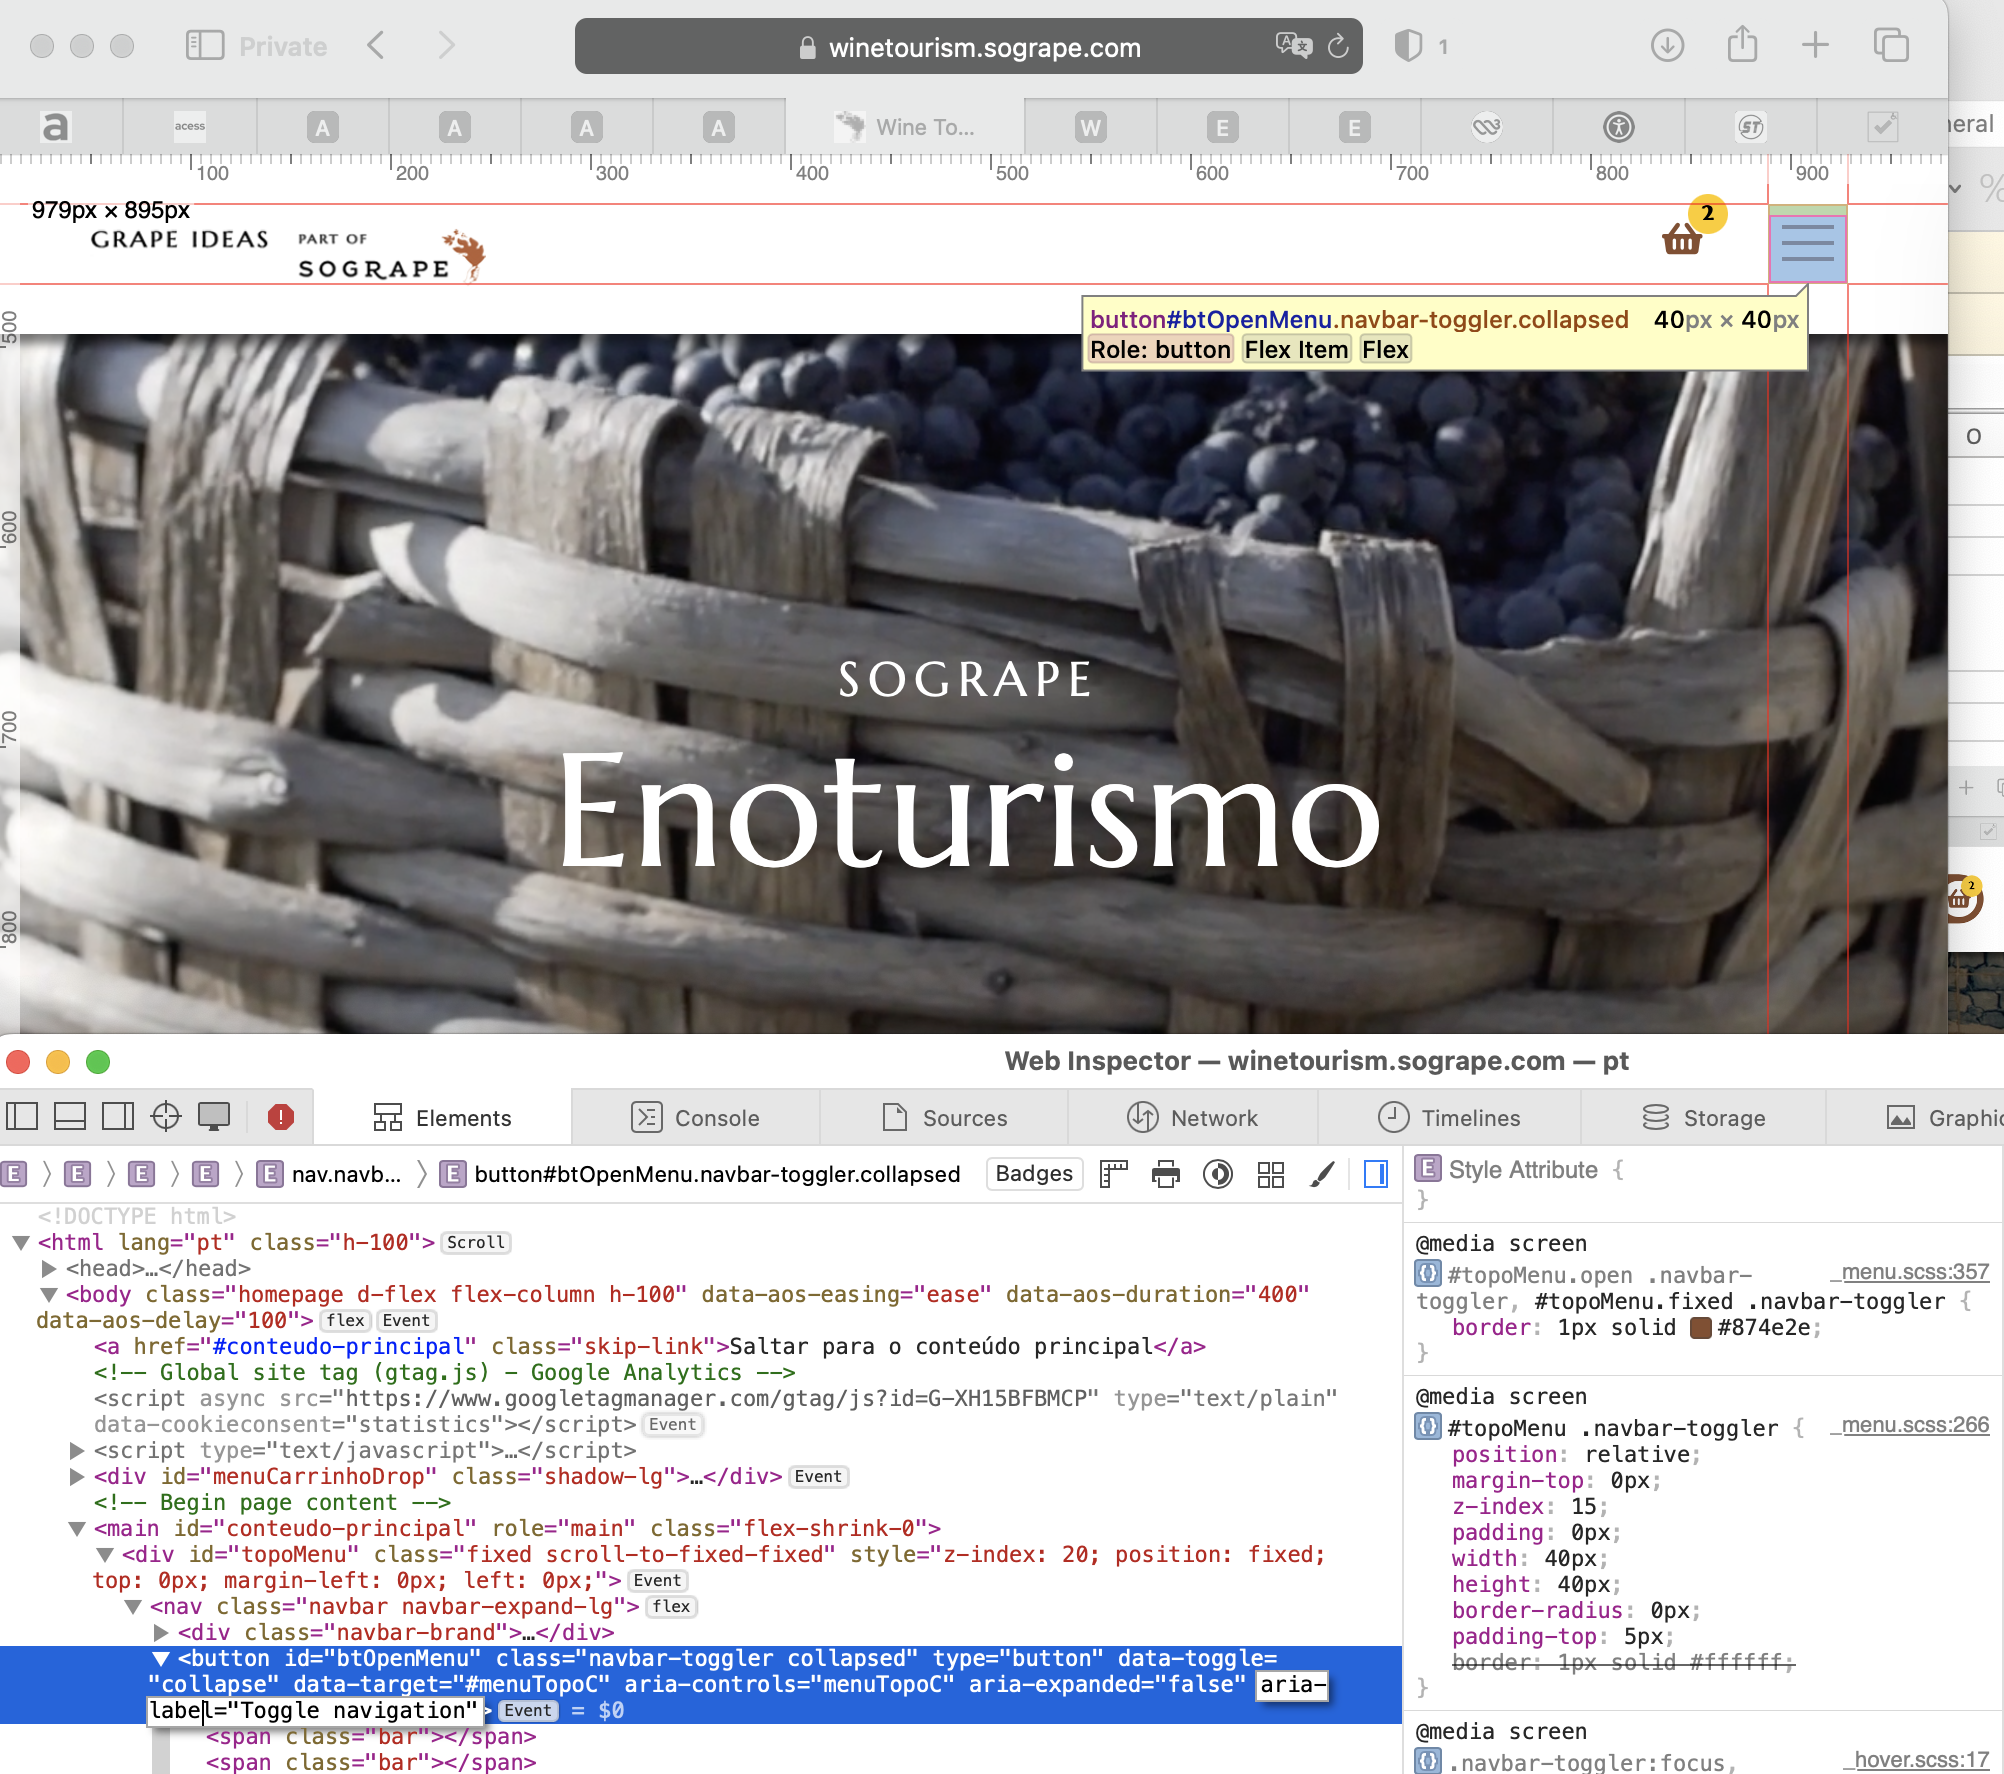 Private
winetourism.sogrape.com
1
a
acess
A
A
A
A
Wine To...
W
E
E
ST
neral
100
200
300
400
500
600
700
800
900
979px × 895px
GRAPE IDEAS
PART OF
SOGRAPE
2
button#btOpenMenu.navbar-toggler.collapsed 40px × 40px
Role: button Flex Item Flex
500
600
700
800
SOGRAPE
Enoturismo
2
Web Inspector — winetourism.sogrape.com — pt
Elements
Console
Sources
Network
Timelines
Storage
Graphic
E E E E E nav.navb... E button#btOpenMenu.navbar-toggler.collapsed Badges
<!DOCTYPE html>
<html lang="pt" class="h-100"> Scroll
<head>…</head>
<body class="homepage d-flex flex-column h-100" data-aos-easing="ease" data-aos-duration="400"
data-aos-delay="100"> flex Event
<a href="#conteudo-principal" class="skip-link">Saltar para o conteúdo principal</a>
<!-- Global site tag (gtag.js) - Google Analytics -->
<script async src="https://www.googletagmanager.com/gtag/js?id=G-XH15BFBMCP" type="text/plain"
data-cookieconsent="statistics"></script> Event
<script type="text/javascript">…</script>
<div id="menuCarrinhoDrop" class="shadow-lg">…</div> Event
<!-- Begin page content -->
<main id="conteudo-principal" role="main" class="flex-shrink-0">
<div id="topoMenu" class="fixed scroll-to-fixed-fixed" style="z-index: 20; position: fixed;
top: 0px; margin-left: 0px; left: 0px;"> Event
<nav class="navbar navbar-expand-lg"> flex
<div class="navbar-brand">…</div>
<button id="btOpenMenu" class="navbar-toggler collapsed" type="button" data-toggle=
"collapse" data-target="#menuTopoC" aria-controls="menuTopoC" aria-expanded="false" aria-
label="Toggle navigation"> Event = $0
<span class="bar"></span>
<span class="bar"></span>
E Style Attribute {
}
@media screen
#topoMenu.open .navbar- _menu.scss:357
toggler, #topoMenu.fixed .navbar-toggler {
border: 1px solid #874e2e;
}
@media screen
#topoMenu .navbar-toggler { _menu.scss:266
position: relative;
margin-top: 0px;
z-index: 15;
padding: 0px;
width: 40px;
height: 40px;
border-radius: 0px;
padding-top: 5px;
border: 1px solid #ffffff;
}
@media screen
.navbar-toggler:focus, _hover.scss:17